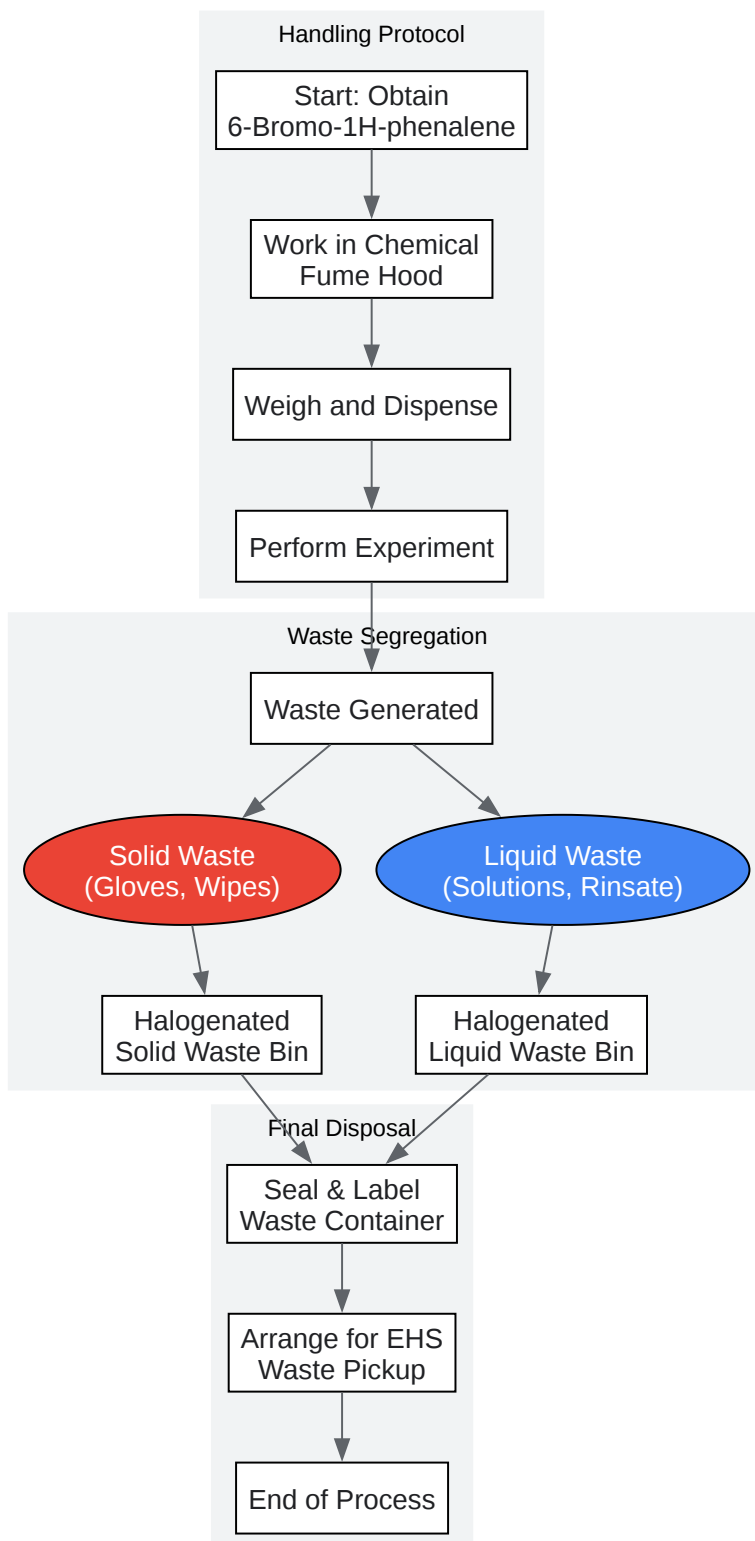 Handling Protocol
Start: Obtain
6-Bromo-1H-phenalene
Work in Chemical
Fume Hood
Weigh and Dispense
Perform Experiment
Waste Segregation
Waste Generated
Solid Waste
(Gloves, Wipes)
Liquid Waste
(Solutions, Rinsate)
Halogenated
Solid Waste Bin
Halogenated
Liquid Waste Bin
Final Disposal
Seal & Label
Waste Container
Arrange for EHS
Waste Pickup
End of Process